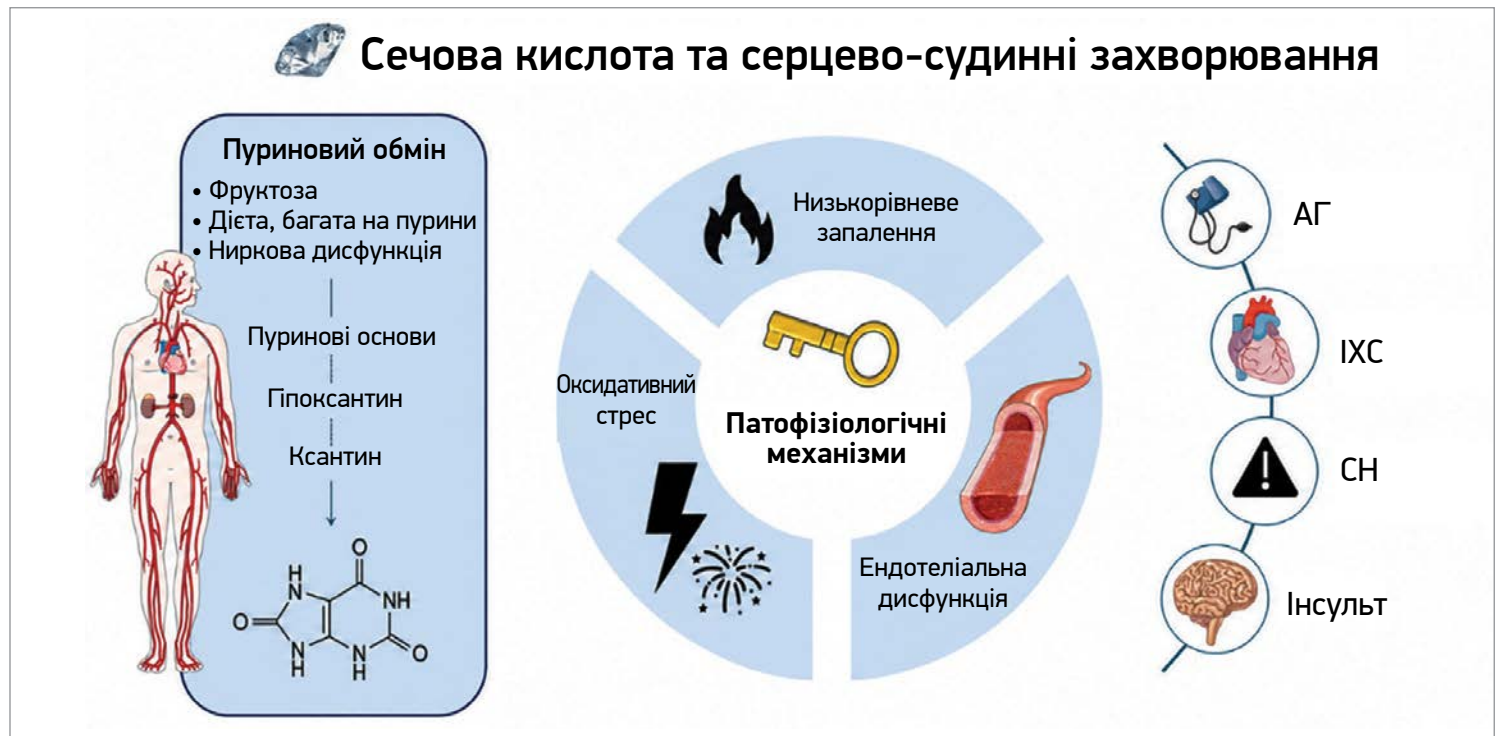 Сечова кислота та серцево-судинні захворювання
Пуриновий обмін
• Фруктоза
• Дієта, багата на пурини
• Ниркова дисфункція
Пуринові основи
Гіпоксантин
Ксантин
O
H
N
NH
O
N
H
N
H
O
Низькорівневе
запалення
Оксидативний
стрес
Патофізіологічні
механізми
Ендотеліальна
дисфункція
АГ
ІХС
СН
Інсульт